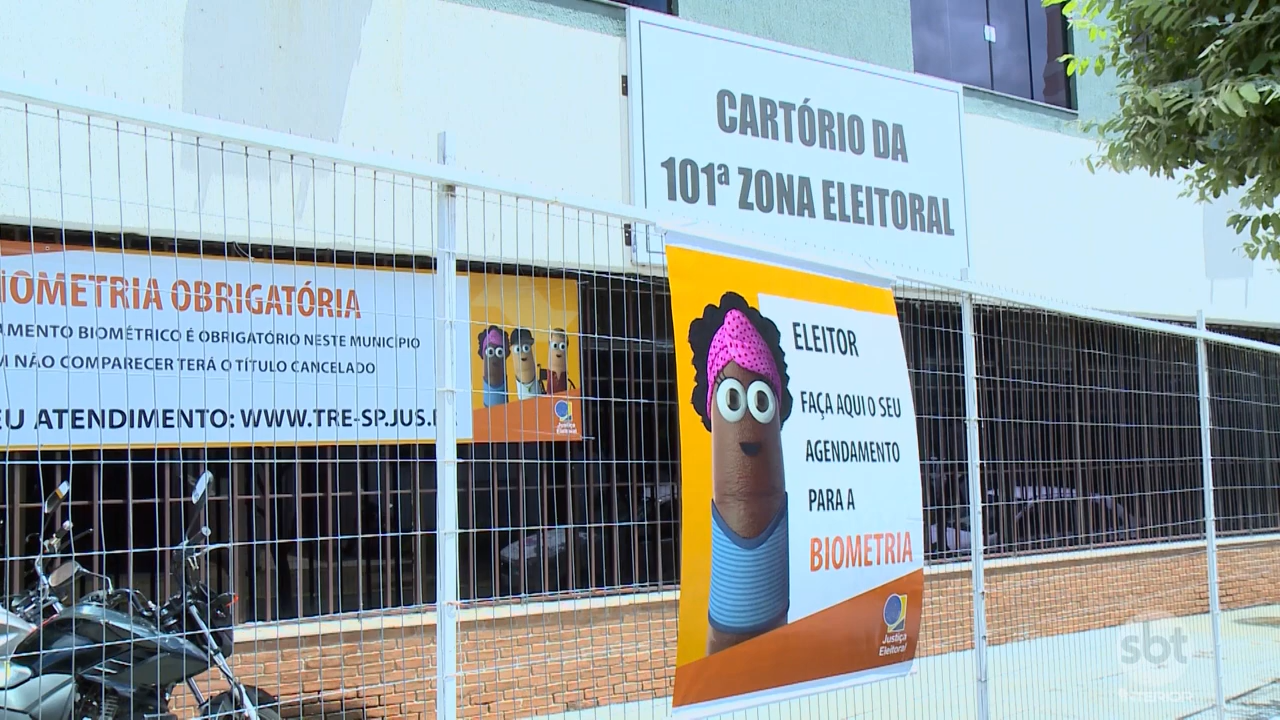 CARTÓRIO DA
101ª ZONA ELEITORAL
IOMETRIA OBRIGATÓRIA
AMENTO BIOMÉTRICO É OBRIGATÓRIO NESTE MUNICÍPIO
M NÃO COMPARECER TERÁ O TÍTULO CANCELADO
EU ATENDIMENTO: WWW.TRE-SP.JUS.
Justiça
Eleitoral
ELEITOR
FAÇA AQUI O SEU
AGENDAMENTO
PARA A
BIOMETRIA
Justiça
Eleitoral
sbt
INTERIOR